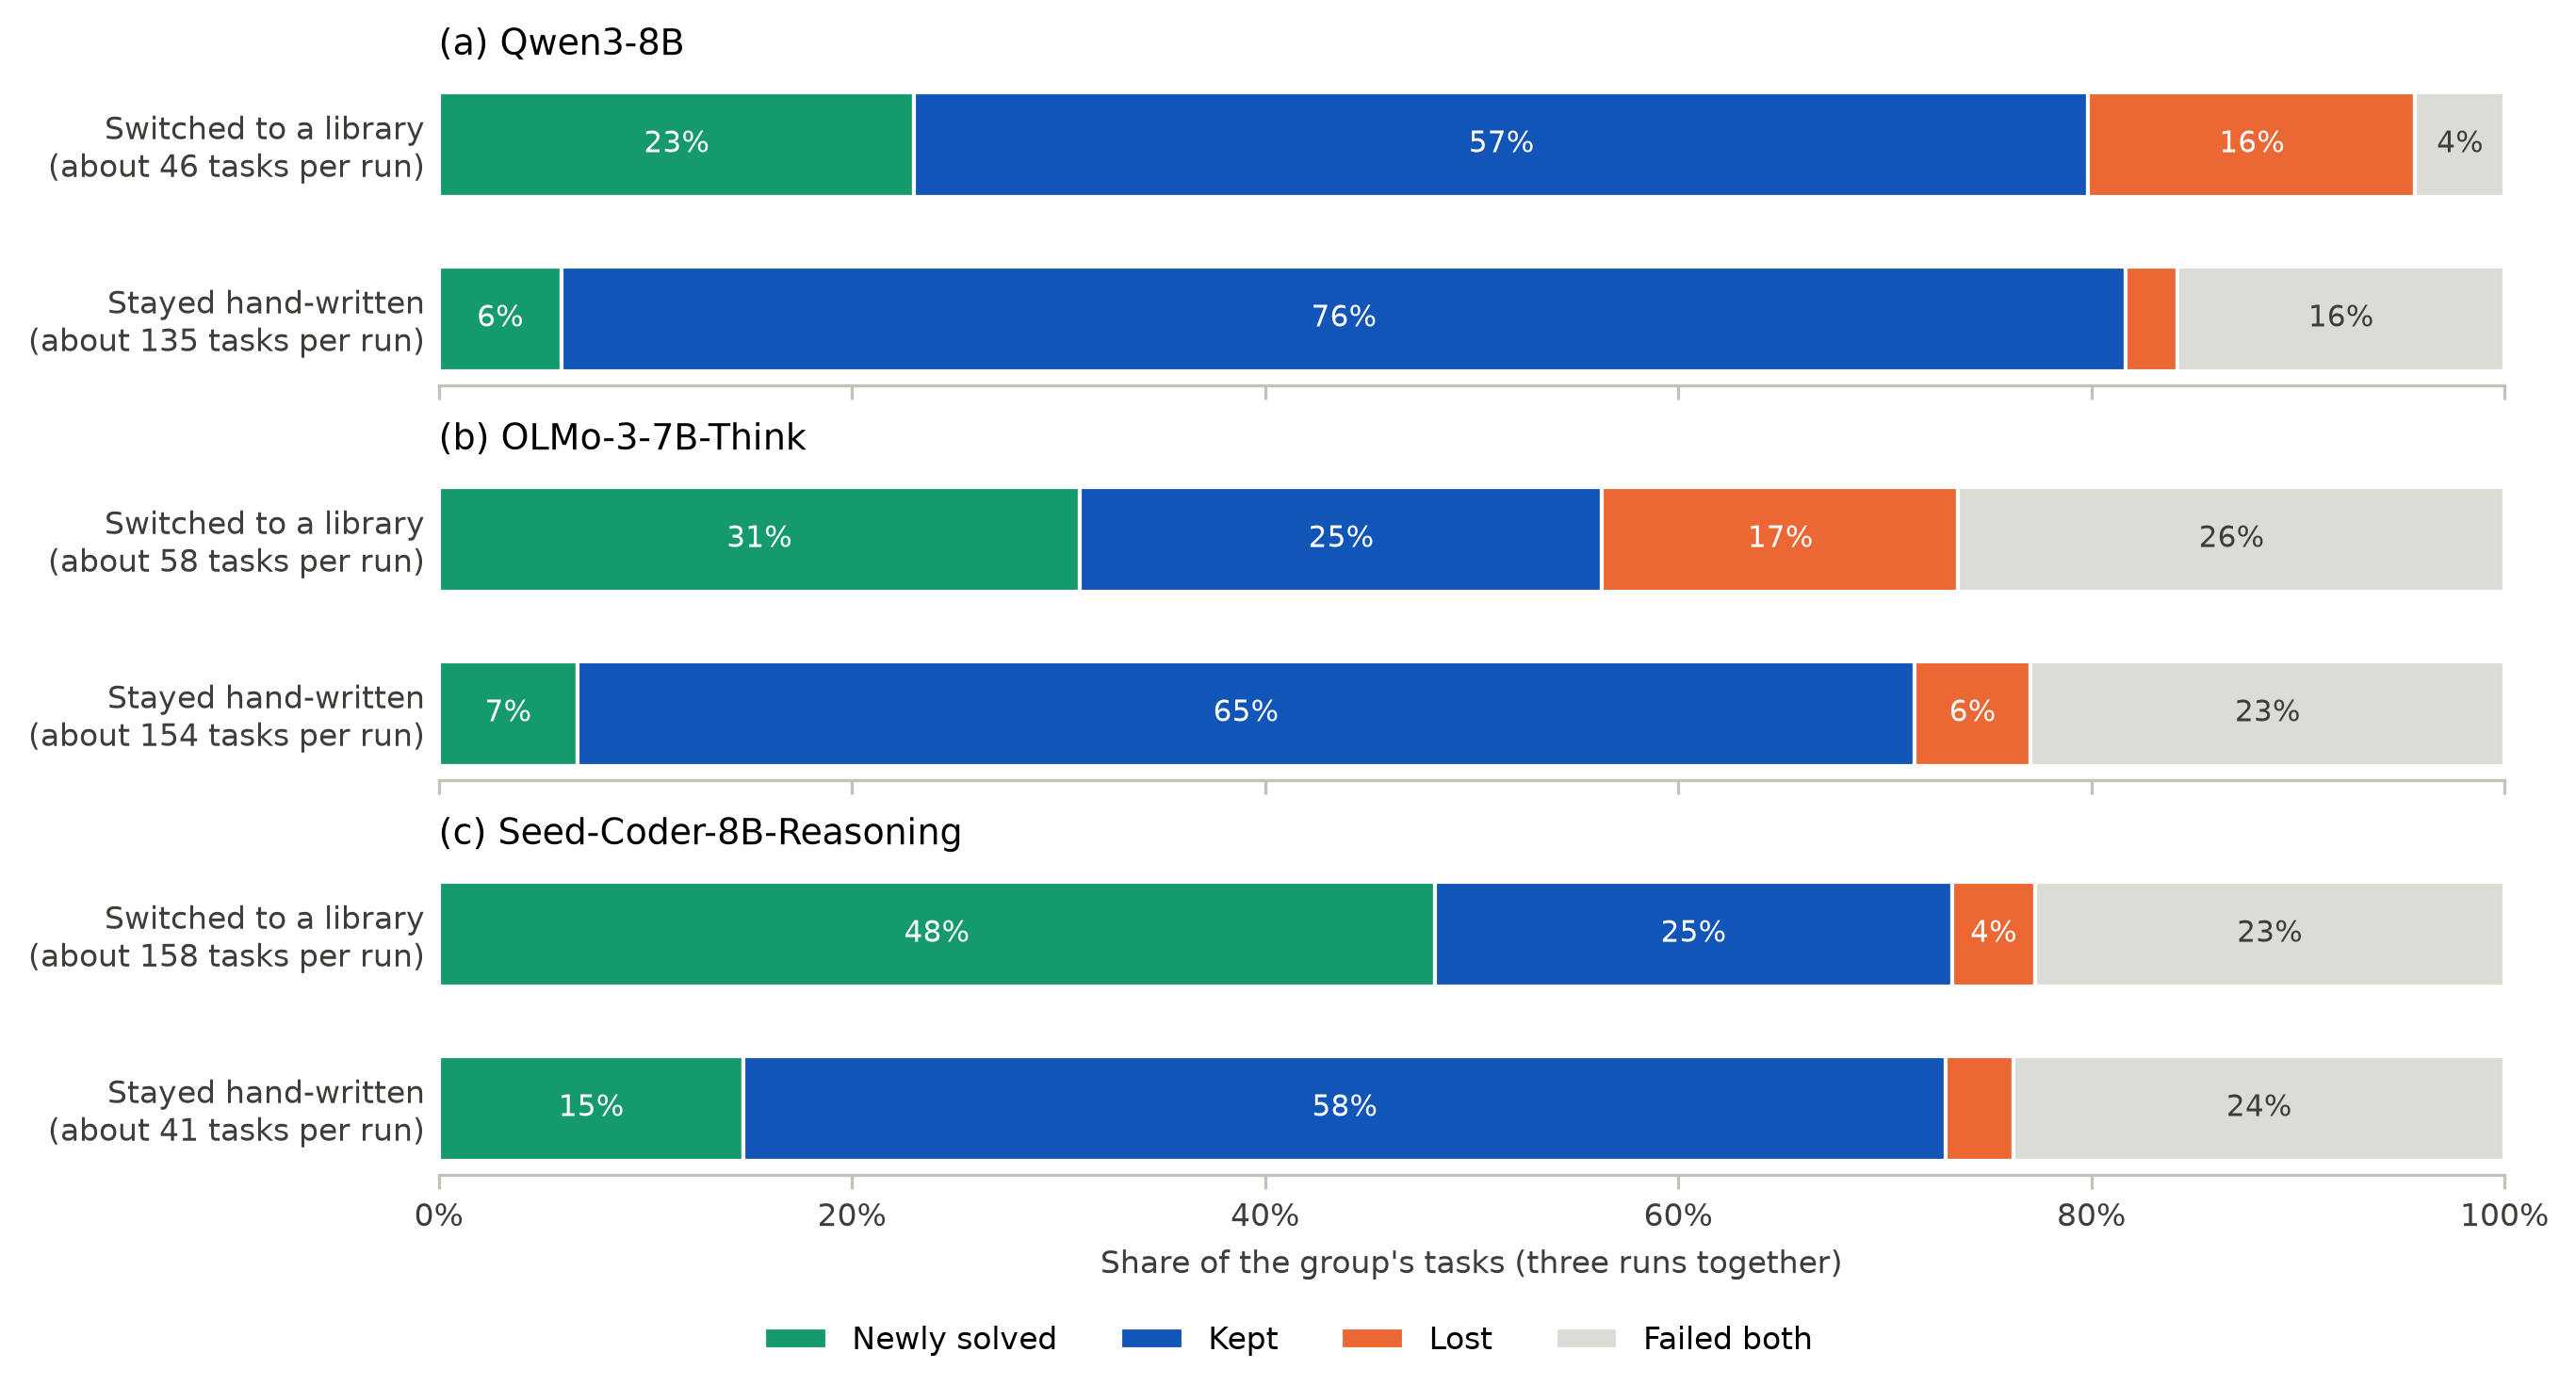 (a) Qwen3-8B
Switched to a library
(about 46 tasks per run)
23%
57%
16%
4%
Stayed hand-written
(about 135 tasks per run)
6%
76%
16%
(b) OLMo-3-7B-Think
Switched to a library
(about 58 tasks per run)
31%
25%
17%
26%
Stayed hand-written
(about 154 tasks per run)
7%
65%
6%
23%
(c) Seed-Coder-8B-Reasoning
Switched to a library
(about 158 tasks per run)
48%
25%
4%
23%
Stayed hand-written
(about 41 tasks per run)
15%
58%
24%
0%
20%
40%
60%
80%
100%
Share of the group's tasks (three runs together)
Newly solved
Kept
Lost
Failed both